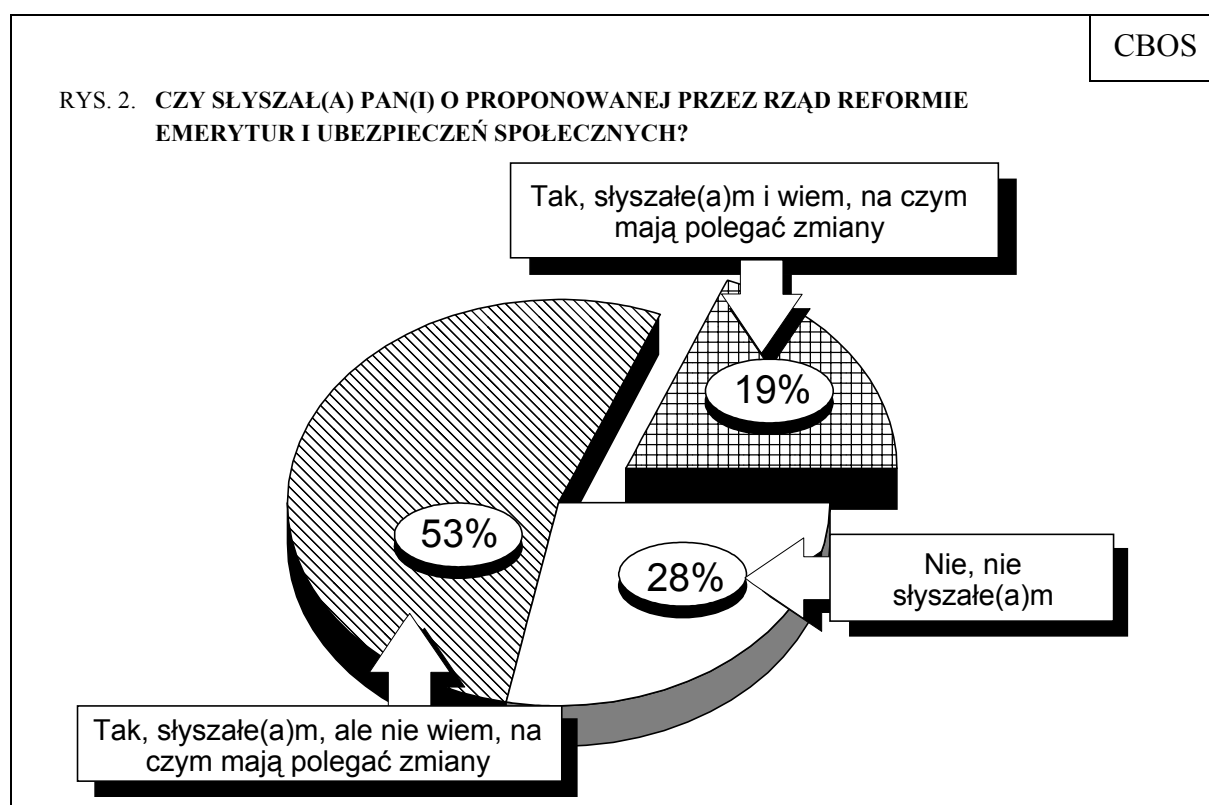 CBOS
RYS. 2. CZY SŁYSZAŁ(A) PAN(I) O PROPONOWANEJ PRZEZ RZĄD REFORMIE
EMERYTUR I UBEZPIECZEŃ SPOŁECZNYCH?
Tak, słyszałe(a)m i wiem, na czym
mają polegać zmiany
19%
53%
28%
Nie, nie
słyszałe(a)m
Tak, słyszałe(a)m, ale nie wiem, na
czym mają polegać zmiany